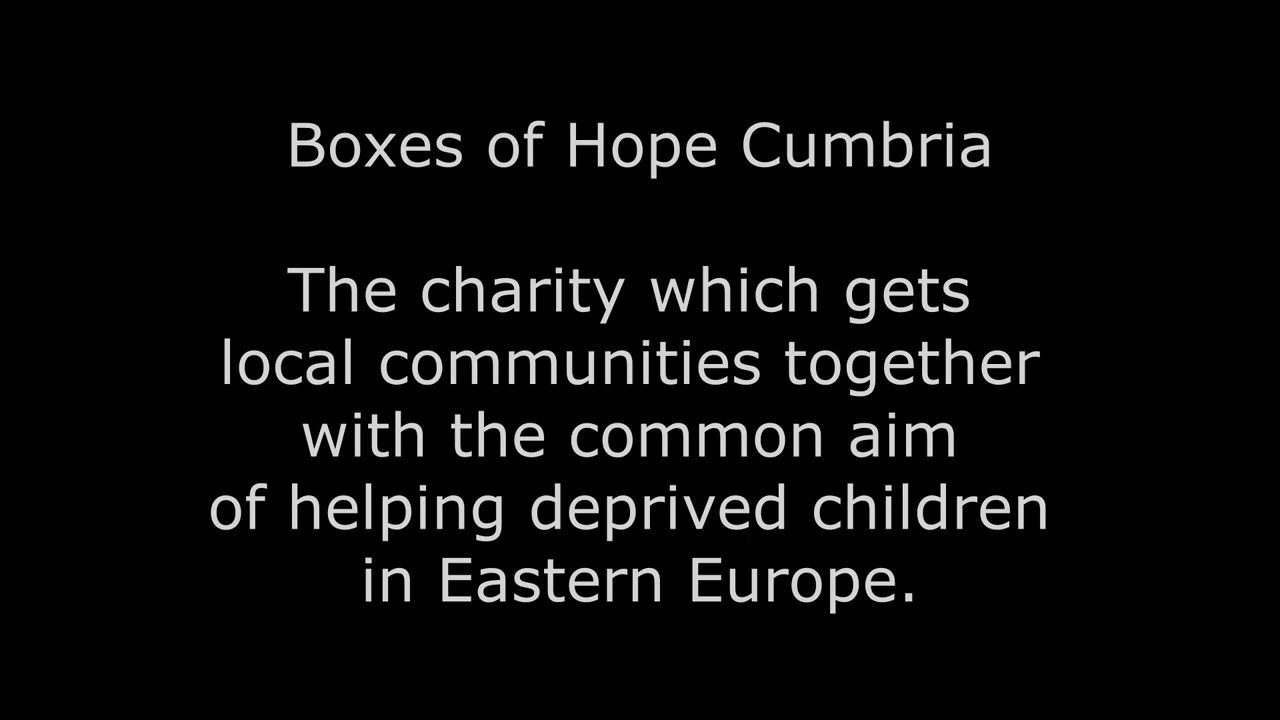 Boxes of Hope Cumbria
The charity which gets
local communities together
with the common aim
of helping deprived children
in Eastern Europe.